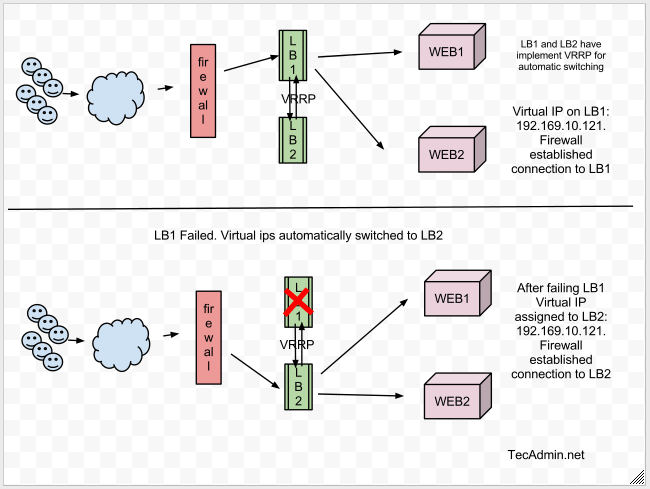 LB1 and LB2 have
implement VRRP for
automatic switching
fir
e
w
al
l
L
B
1
VRRP
L
B
2
WEB1
WEB2
Virtual IP on LB1:
192.169.10.121.
Firewall
established
connection to LB1
LB1 Failed. Virtual ips automatically switched to LB2
fir
e
w
al
l
L
1
VRRP
L
B
2
WEB1
WEB2
After failing LB1
Virtual IP
assigned to LB2:
192.169.10.121.
Firewall
established
connection to LB2
TecAdmin.net